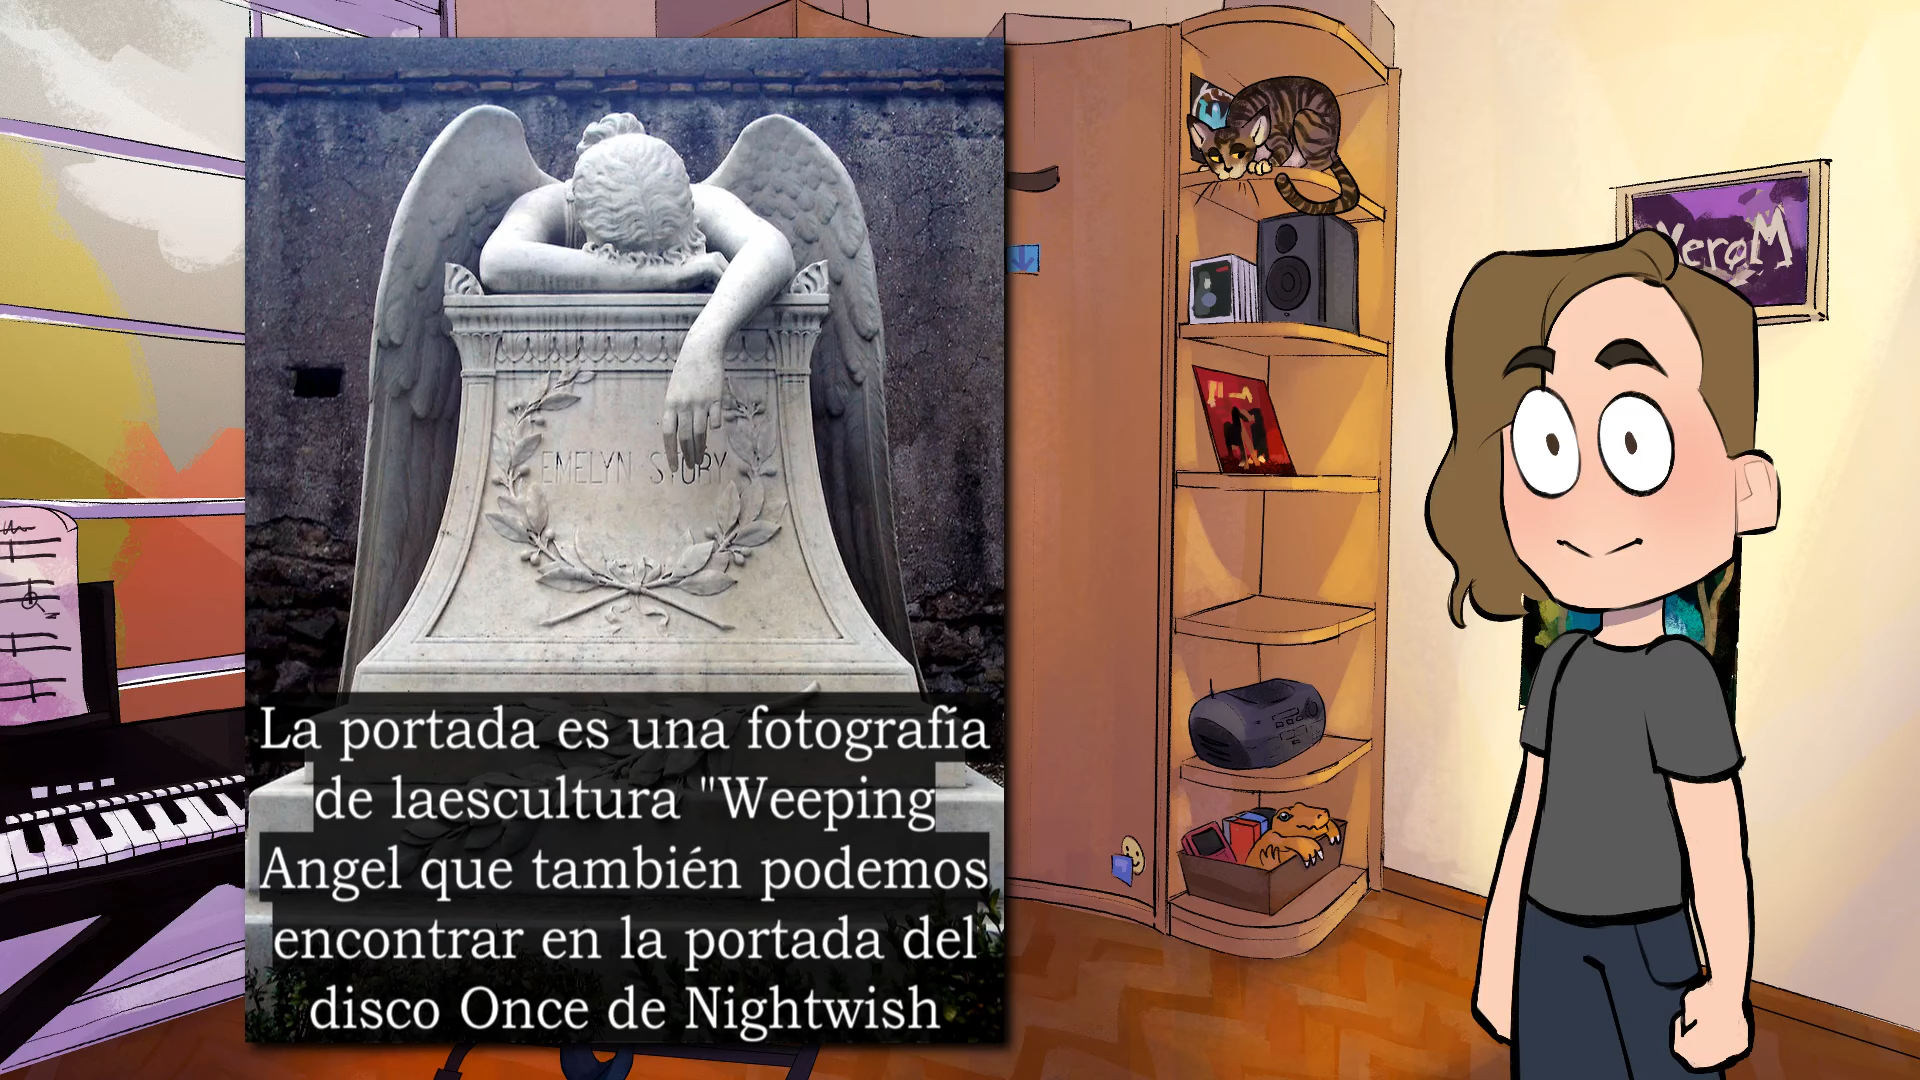 EMELYN STORY
La portada es una fotografía
de laescultura "Weeping
Angel que también podemos
encontrar en la portada del
disco Once de Nightwish
XerøM